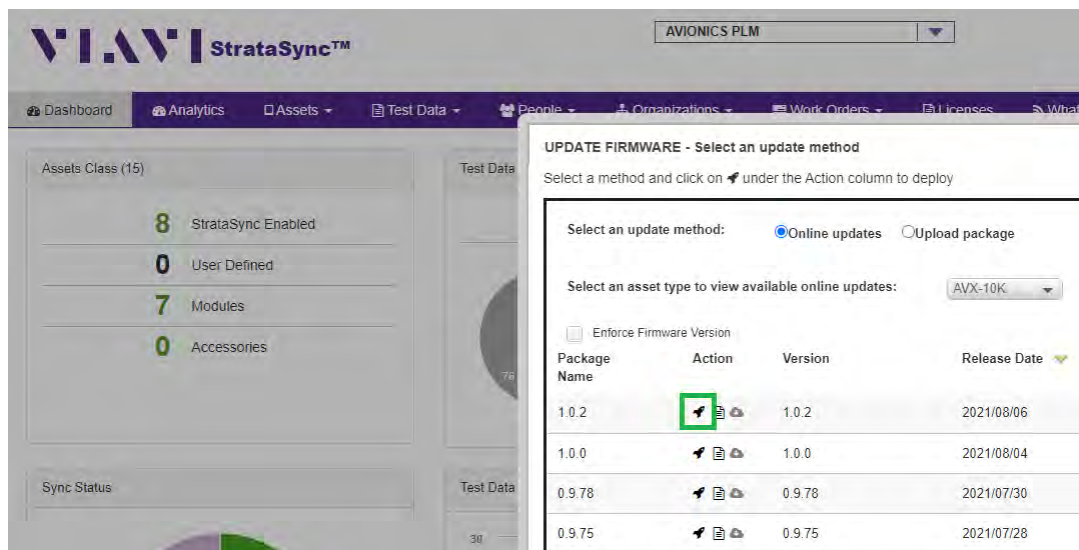 VIAVI StrataSync™
AVIONICS PLM
Dashboard Analytics Assets Test Data People Organizations Work Orders Licenses What
Assets Class (15)
8 StrataSync Enabled
0 User Defined
7 Modules
0 Accessories
Test Data
76
UPDATE FIRMWARE - Select an update method
Select a method and click on under the Action column to deploy
Select an update method: Online updates Upload package
Select an asset type to view available online updates: AVX-10K
Enforce Firmware Version
Package Name Action Version Release Date
1.0.2 1.0.2 2021/08/06
1.0.0 1.0.0 2021/08/04
0.9.78 0.9.78 2021/07/30
0.9.75 0.9.75 2021/07/28
Sync Status
Test Data